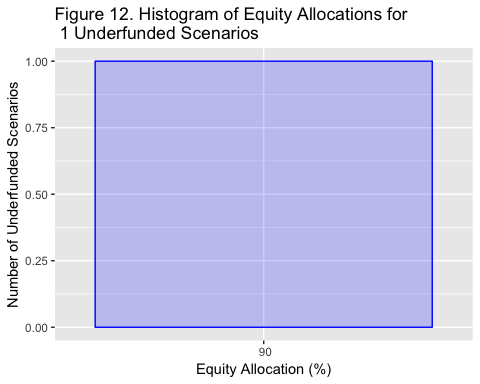 Figure 12. Histogram of Equity Allocations for
1 Underfunded Scenarios
1.00
0.75
0.50
0.25
0.00
Number of Underfunded Scenarios
90
Equity Allocation (%)